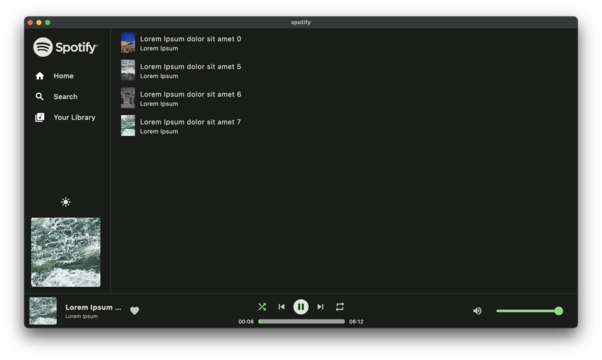 spotify
Spotify
Home
Search
Your Library
Lorem Ipsum dolor sit amet 0
Lorem Ipsum
Lorem Ipsum dolor sit amet 5
Lorem Ipsum
Lorem Ipsum dolor sit amet 6
Lorem Ipsum
Lorem Ipsum dolor sit amet 7
Lorem Ipsum
Lorem Ipsum ...
Lorem Ipsum
00:08
06:12